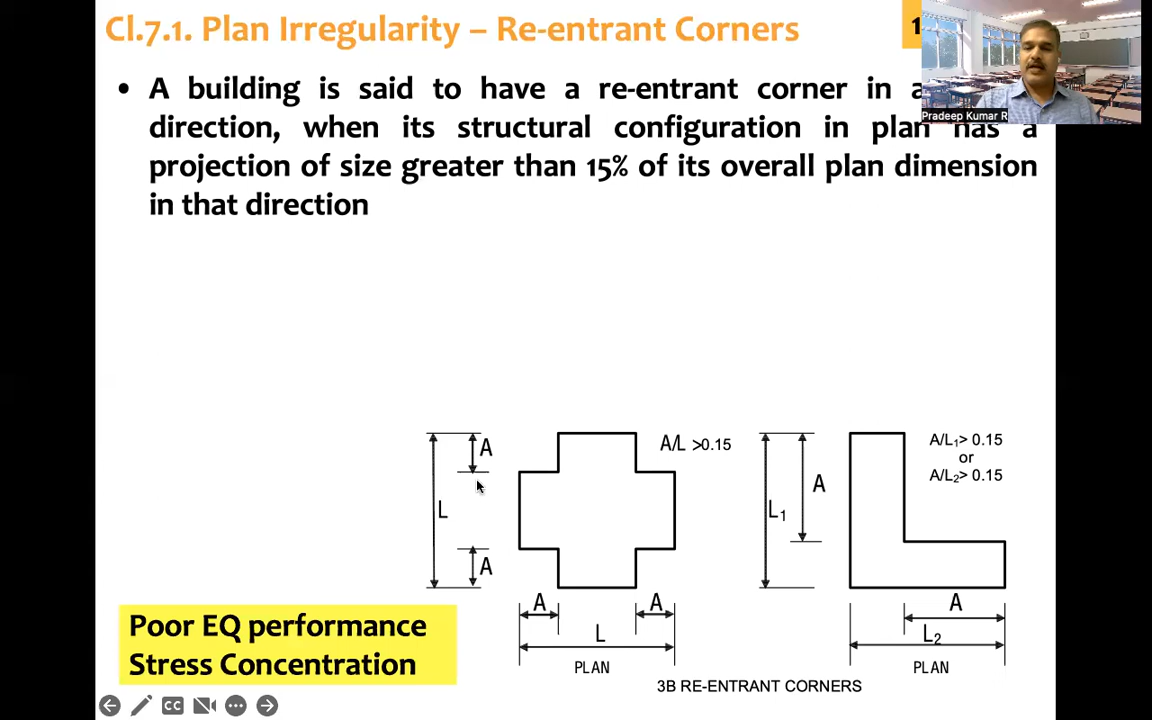 Cl.7.1. Plan Irregularity – Re-entrant Corners
1
Pradeep Kumar R
• A building is said to have a re-entrant corner in a
direction, when its structural configuration in plan has a
projection of size greater than 15% of its overall plan dimension
in that direction
A
L
A
A/L >0.15
A
A
L
PLAN
A
L1
A/L1> 0.15
or
A/L2> 0.15
A
L2
PLAN
3B RE-ENTRANT CORNERS
Poor EQ performance
Stress Concentration
CC